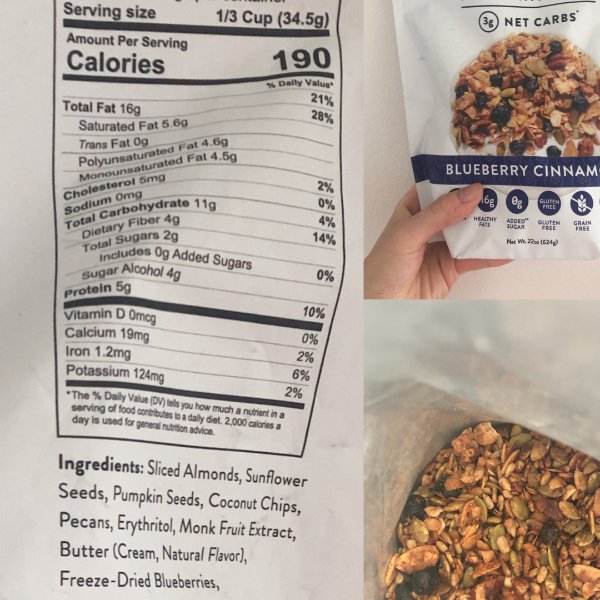 Serving size 1/3 Cup (34.5g)
Amount Per Serving
Calories 190
% Daily Value*
Total Fat 16g 21%
Saturated Fat 5.6g 28%
Trans Fat 0g
Polyunsaturated Fat 4.6g
Monounsaturated Fat 4.5g
Cholesterol 5mg 2%
Sodium 0mg 0%
Total Carbohydrate 11g 4%
Dietary Fiber 4g 14%
Total Sugars 2g
Includes 0g Added Sugars 0%
Sugar Alcohol 4g
Protein 5g 10%
Vitamin D 0mcg 0%
Calcium 19mg 2%
Iron 1.2mg 6%
Potassium 124mg 2%
*The % Daily Value (DV) tells you how much a nutrient in a
serving of food contributes to a daily diet. 2,000 calories a
day is used for general nutrition advice.
Ingredients: Sliced Almonds, Sunflower
Seeds, Pumpkin Seeds, Coconut Chips,
Pecans, Erythritol, Monk Fruit Extract,
Butter (Cream, Natural Flavor),
Freeze-Dried Blueberries,
3g NET CARBS*
BLUEBERRY CINNAM
16g HEALTHY FATS
0g ADDED SUGAR
GLUTEN FREE
GLUTEN FREE
GRAIN FREE
Net Wt. 22oz (624g)